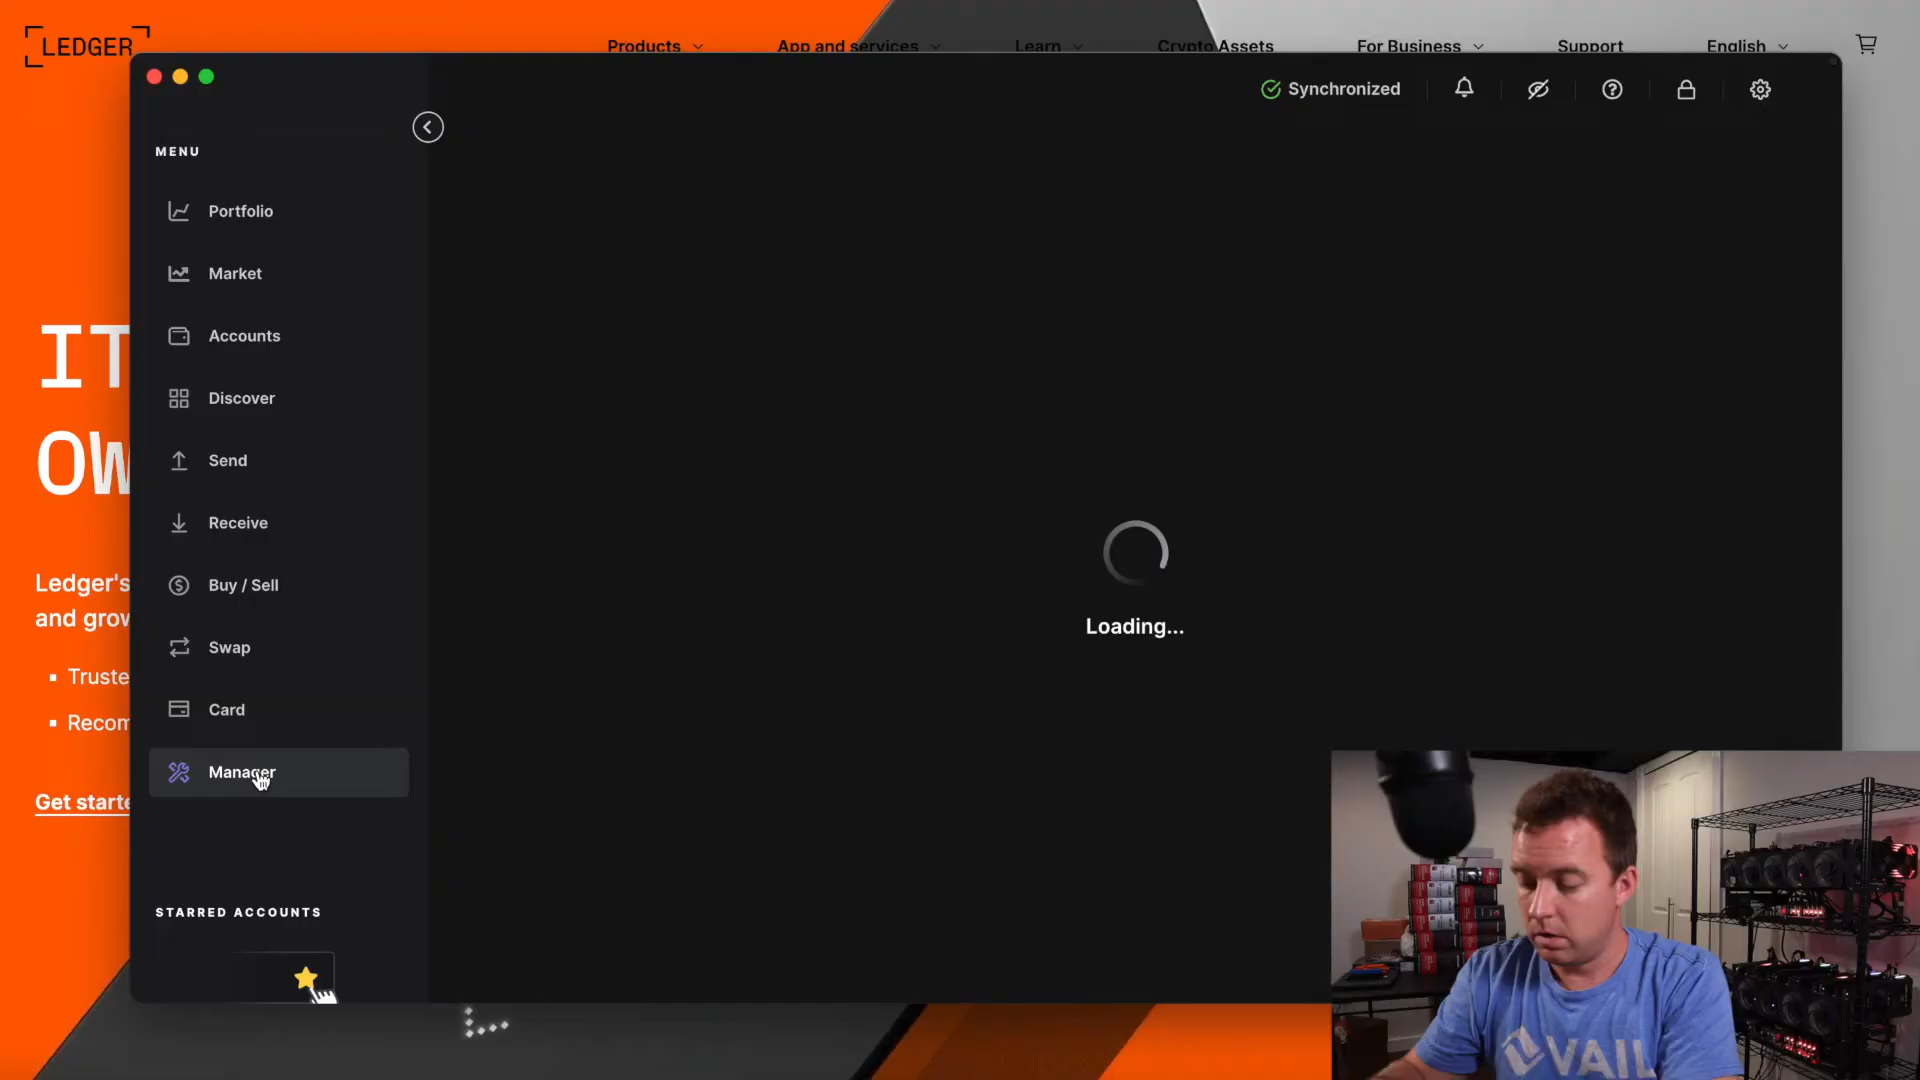 LEDGER
Products
App and services
Learn
Crypto Assets
For Business
Support
English
Synchronized
MENU
Portfolio
Market
Accounts
Discover
Send
Receive
Buy / Sell
Swap
Card
Manager
STARRED ACCOUNTS
Loading...
IT
OW
Ledger's
and grow
Truste
Recom
Get starte
VAIL